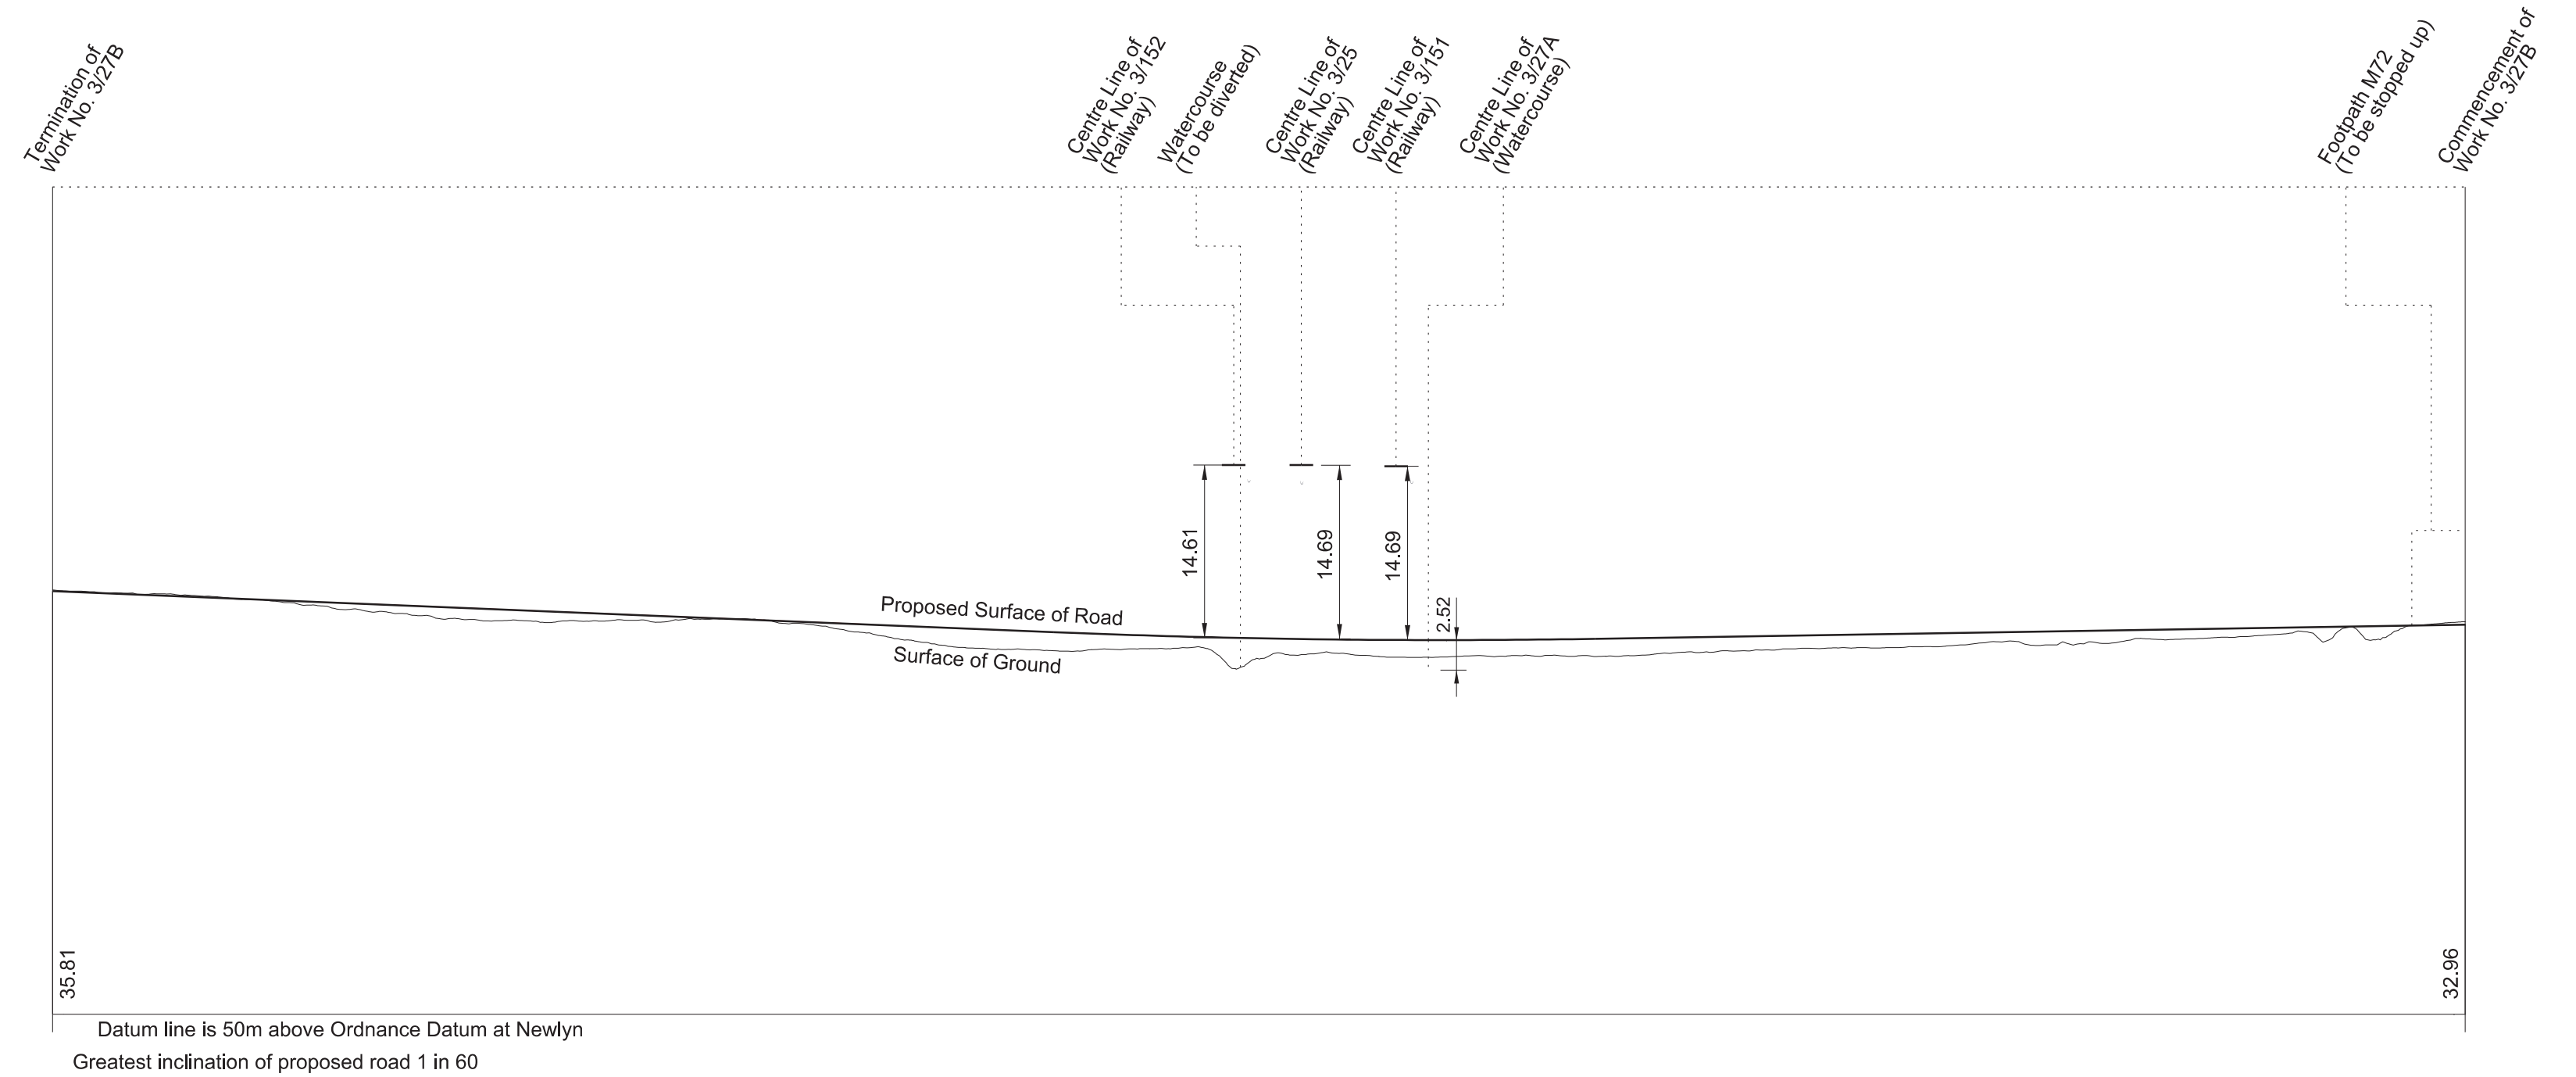 Termination of
Work No. 3/27B
Centre Line of
Work No. 3/152
(Railway)
Watercourse
(To be diverted)
Centre Line of
Work No. 3/25
(Railway)
Centre Line of
Work No. 3/151
(Railway)
Centre Line of
Work No. 3/27A
(Watercourse)
Footpath M72
(To be stopped up)
Commencement of
Work No. 3/27B
14.61
14.69
14.69
2.52
Proposed Surface of Road
Surface of Ground
35.81
32.96
Datum line is 50m above Ordnance Datum at Newlyn
Greatest inclination of proposed road 1 in 60